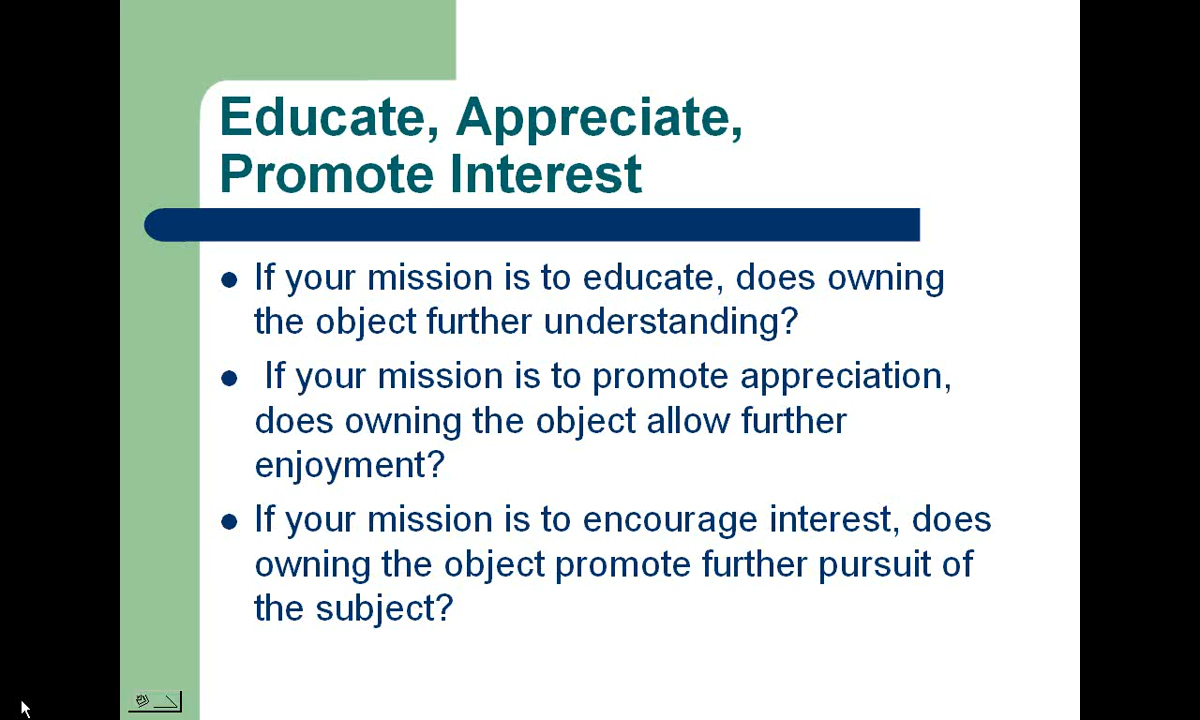 Educate, Appreciate,
Promote Interest
● If your mission is to educate, does owning
the object further understanding?
● If your mission is to promote appreciation,
does owning the object allow further
enjoyment?
● If your mission is to encourage interest, does
owning the object promote further pursuit of
the subject?